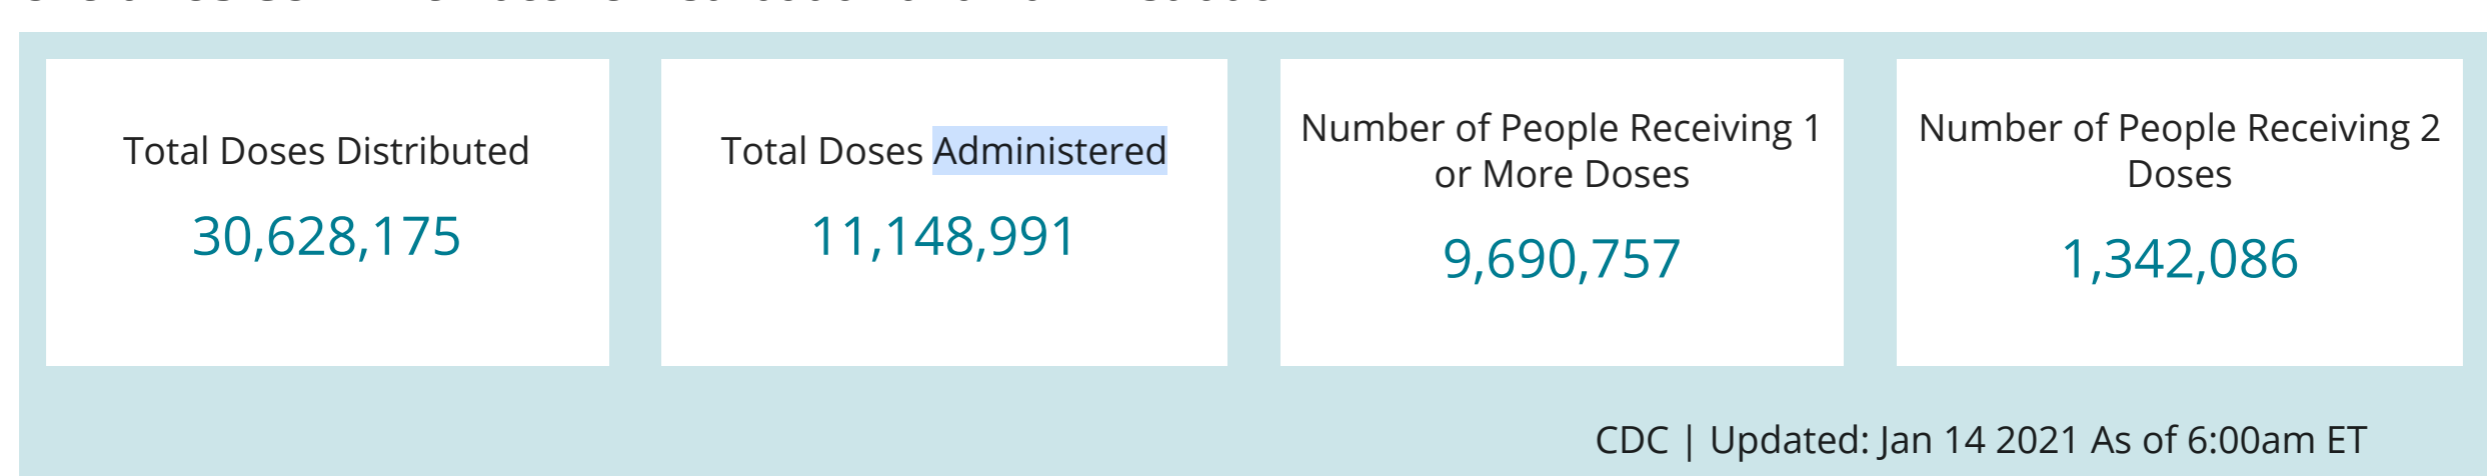 Total Doses Distributed
30,628,175
Total Doses Administered
11,148,991
Number of People Receiving 1
or More Doses
9,690,757
Number of People Receiving 2
Doses
1,342,086
CDC | Updated: Jan 14 2021 As of 6:00am ET